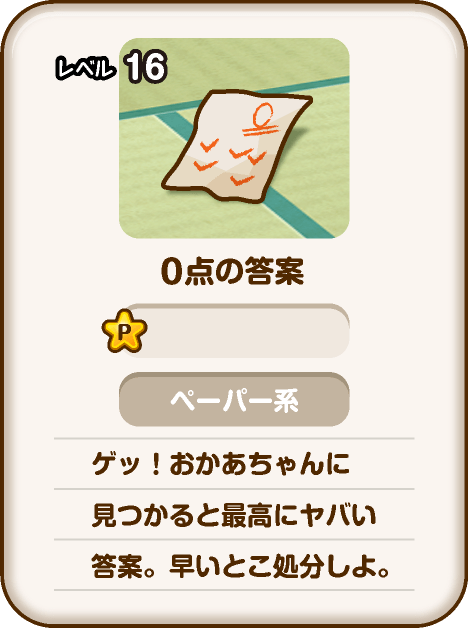 レベル 16
0点の答案
P
ペーパー系
ゲッ！おかあちゃんに
見つかると最高にヤバい
答案。早いとこ処分しよ。